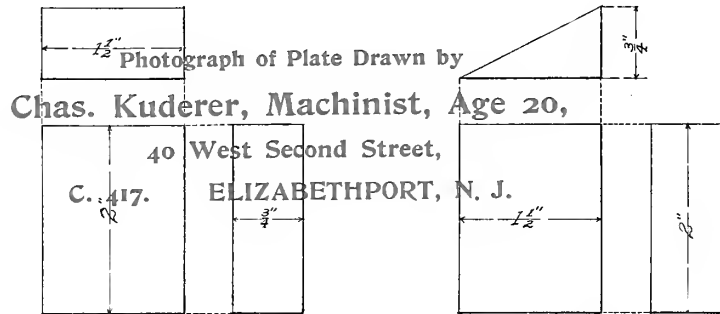 1 1/2"
3/4
Photograph of Plate Drawn by
Chas. Kuderer, Machinist, Age 20,
40 West Second Street,
C. 417. ELIZABETHPORT, N. J.
2"
3/4"
1 1/2"
2"